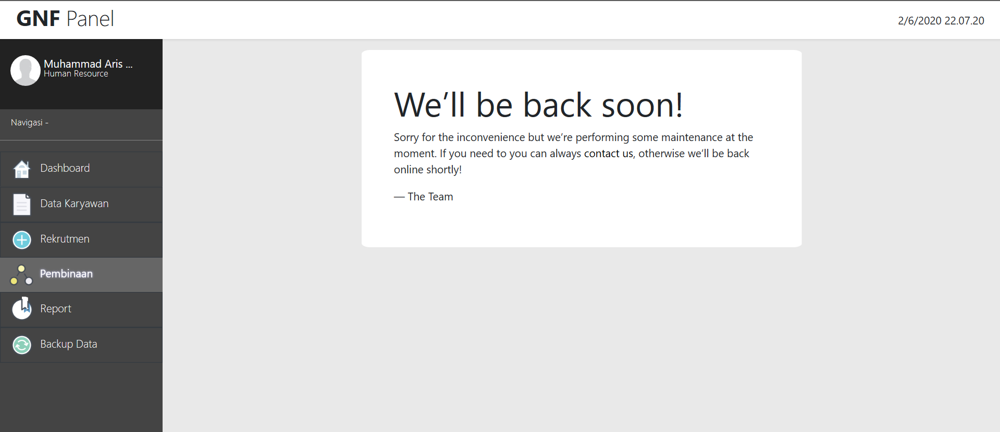 GNF Panel
2/6/2020 22.07.20
Muhammad Aris ...
Human Resource
Navigasi -
Dashboard
Data Karyawan
Rekrutmen
Pembinaan
Report
Backup Data
We’ll be back soon!
Sorry for the inconvenience but we’re performing some maintenance at the
moment. If you need to you can always contact us, otherwise we’ll be back
online shortly!
— The Team